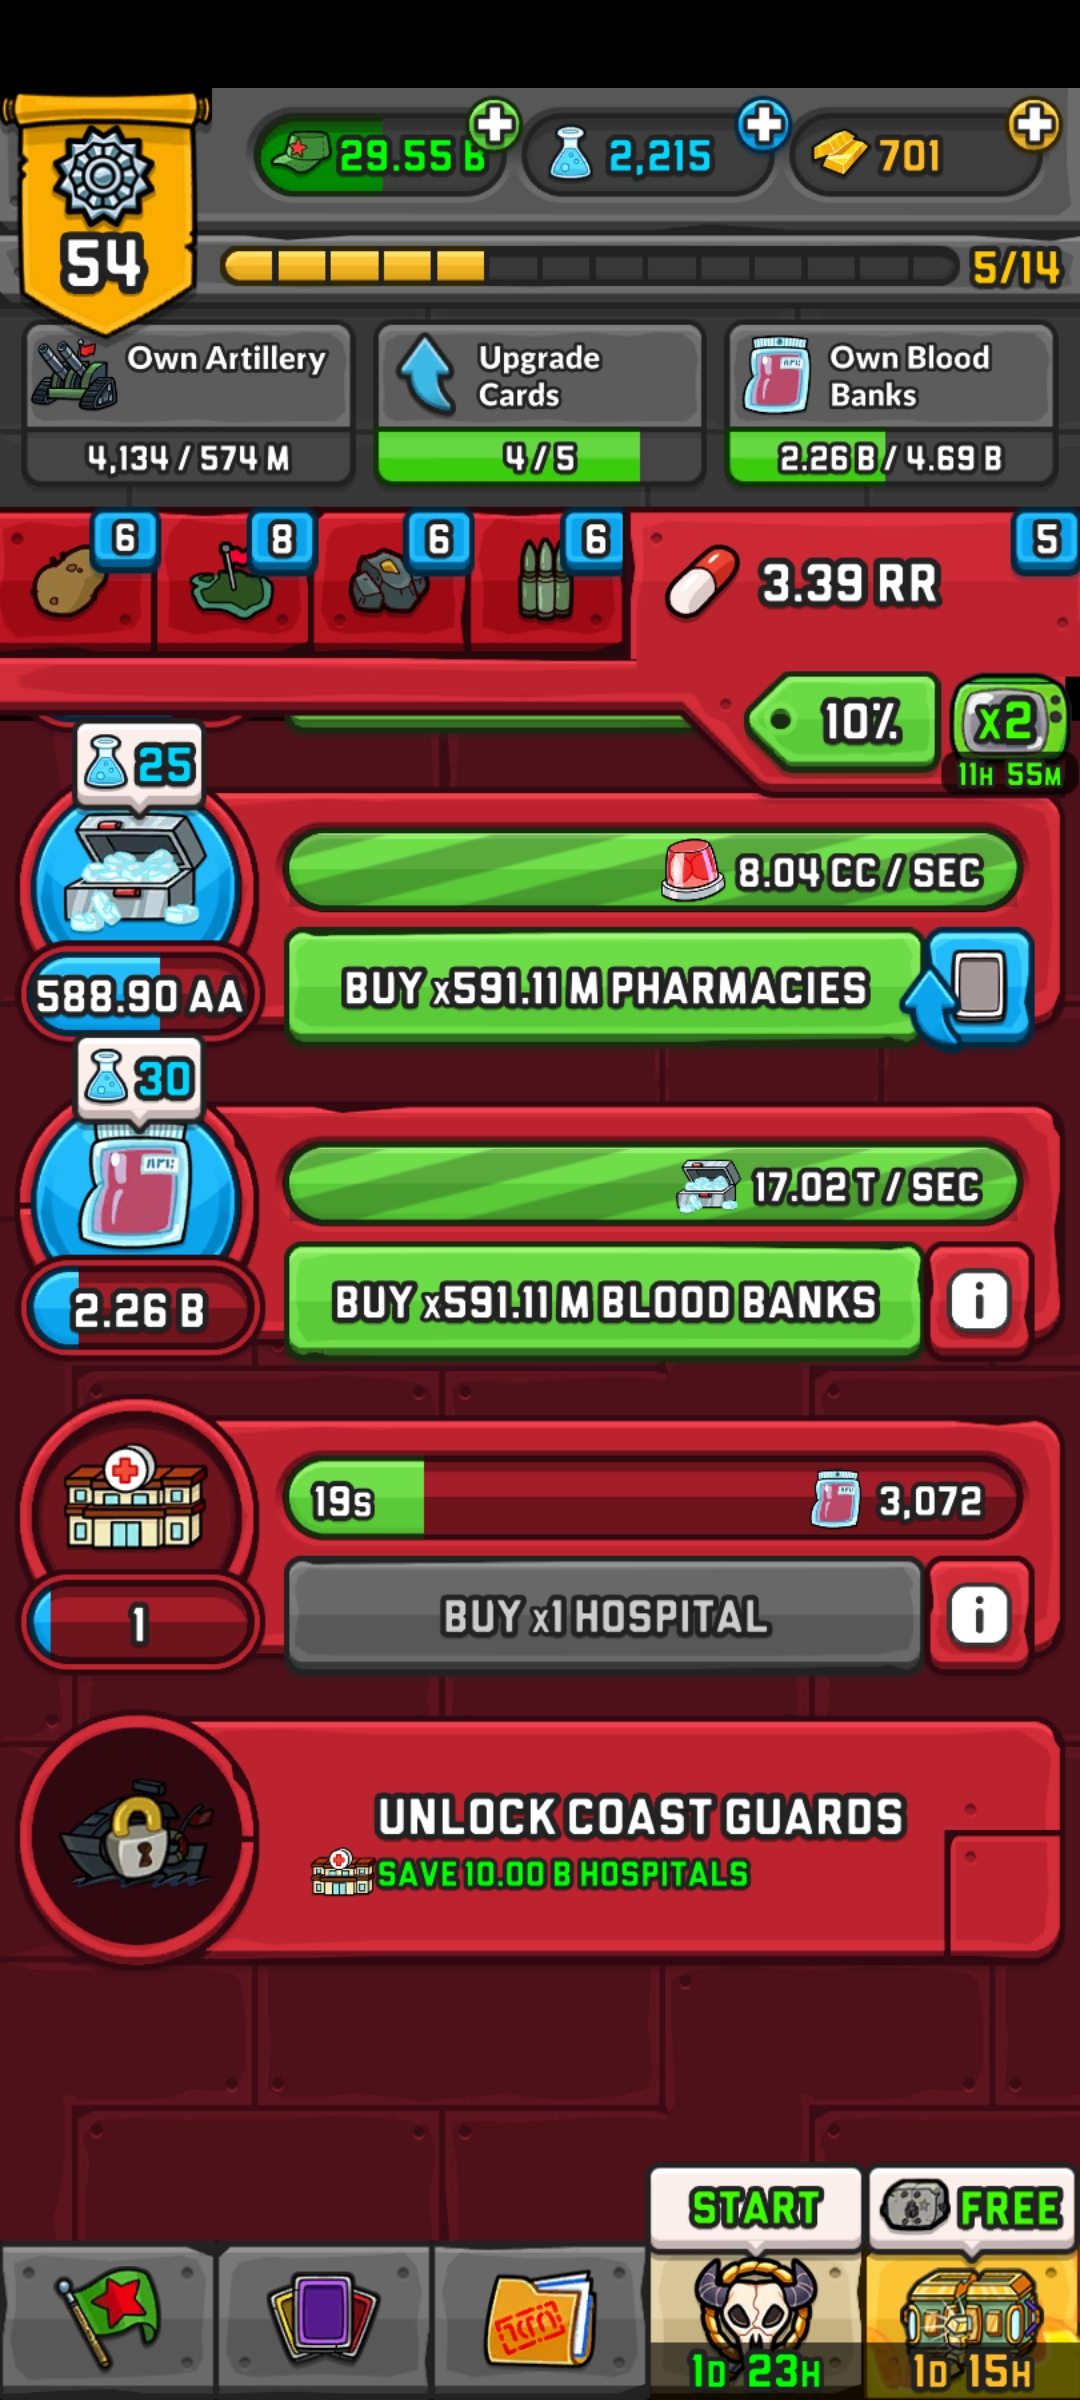 54
29.55 B
2,215
701
5/14
Own Artillery
4,134 / 574 M
Upgrade
Cards
4 / 5
Own Blood
Banks
2.26 B / 4.69 B
6
8
6
6
3.39 RR
5
10%
x2
11H 55M
25
588.90 AA
8.04 CC / SEC
BUY x591.11 M PHARMACIES
30
2.26 B
17.02 T / SEC
BUY x591.11 M BLOOD BANKS
i
1
19s
3,072
BUY x1 HOSPITAL
i
UNLOCK COAST GUARDS
SAVE 10.00 B HOSPITALS
START
1D 23H
FREE
1D 15H